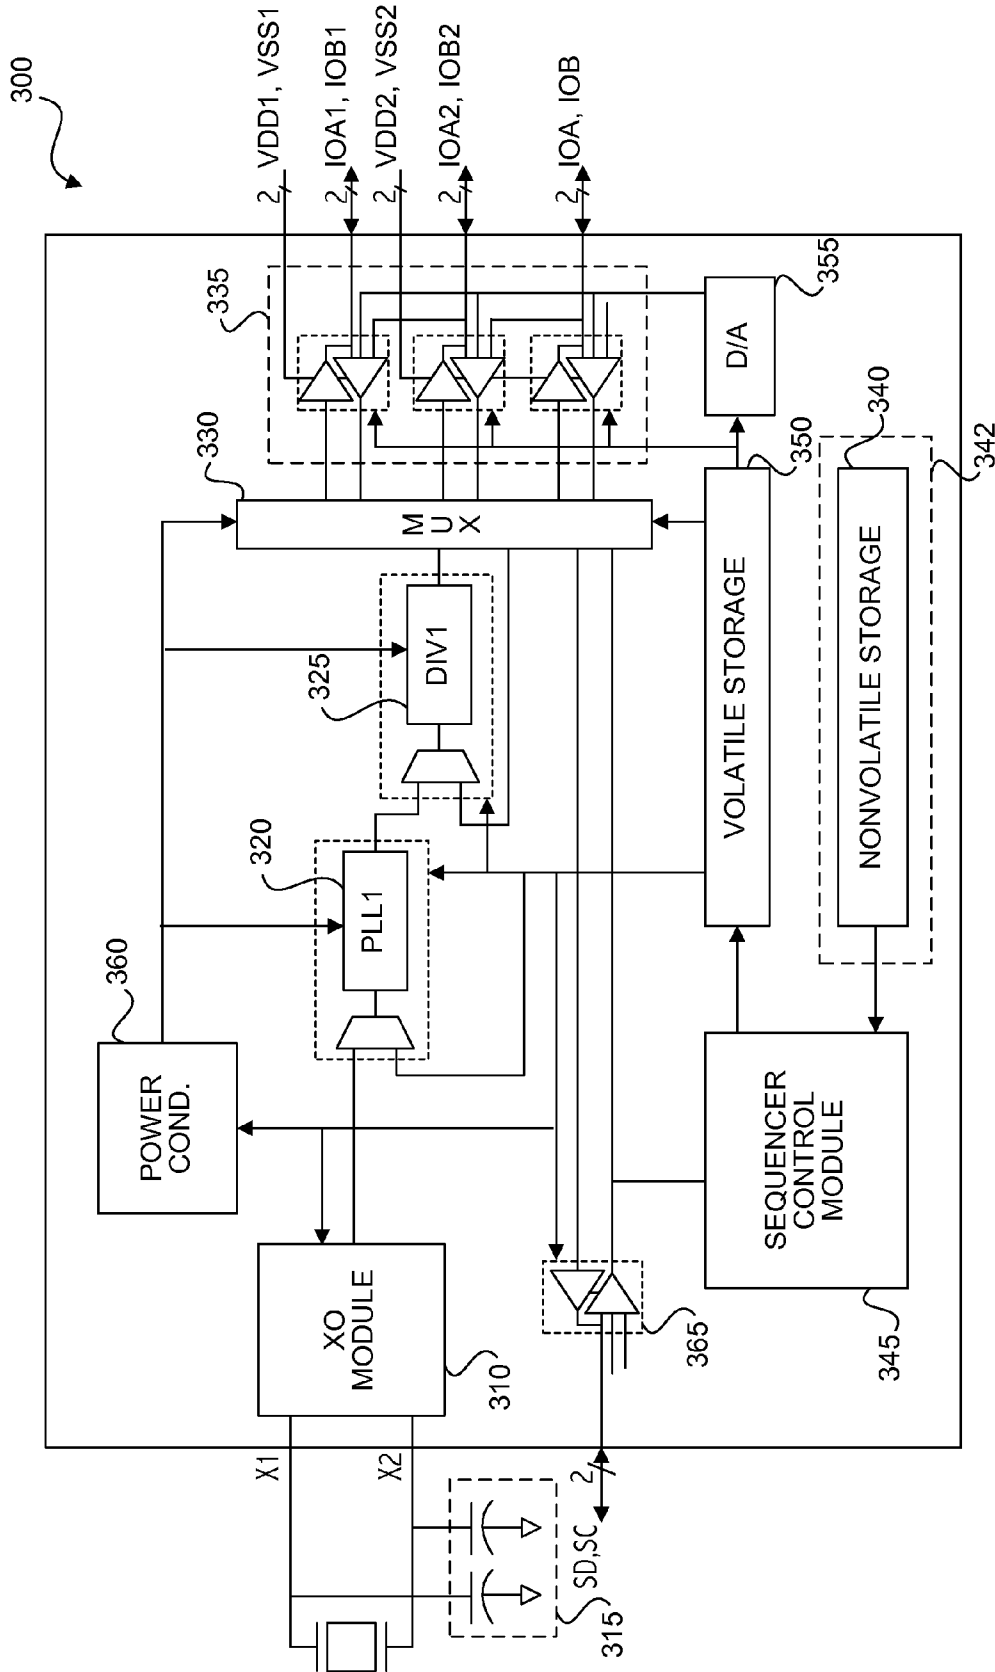 300
VDD1, VSS1
IOA1, IOB1
VDD2, VSS2
IOA2, IOB2
IOA, IOB
2
2
2
2
2
335
330
MUX
355
D/A
325
DIV1
320
PLL1
360
POWER
COND.
350
VOLATILE STORAGE
340
NONVOLATILE STORAGE
342
XO
MODULE
310
365
SEQUENCER
CONTROL
MODULE
345
X1
X2
2
SD,SC
315